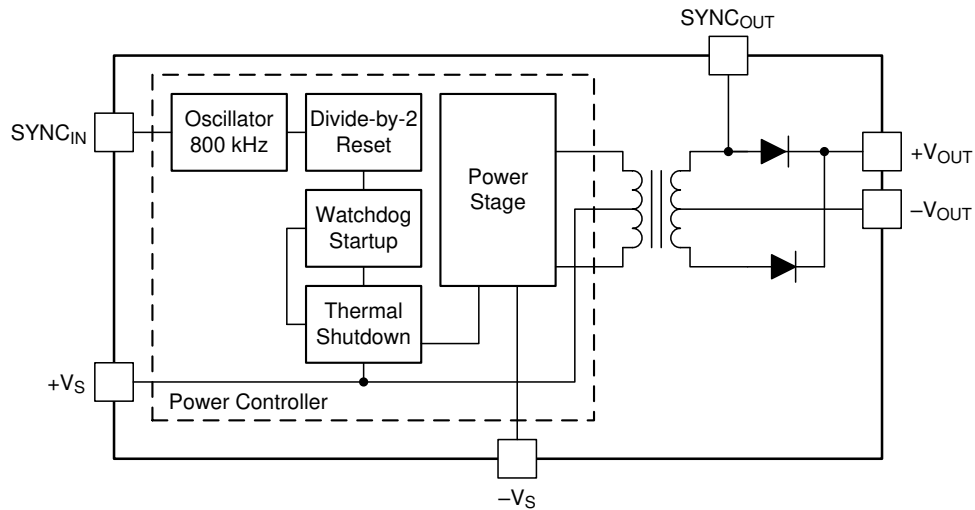 SYNCOUT
SYNCIN
Oscillator
800 kHz
Divide-by-2
Reset
Power
Stage
+VOUT
–VOUT
Watchdog
Startup
Thermal
Shutdown
+VS
Power Controller
–VS